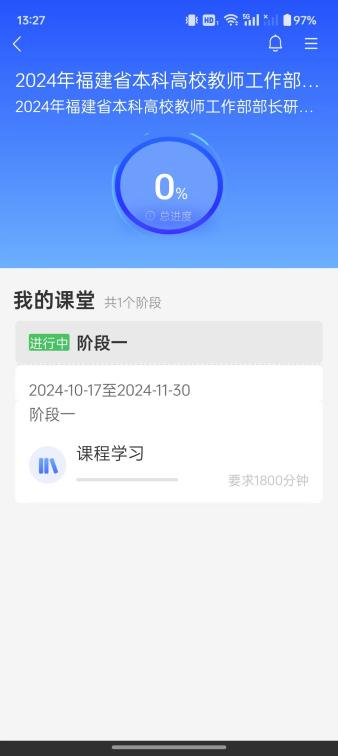 13:27
HD
5G
97%
2024年福建省本科高校教师工作部...
2024年福建省本科高校教师工作部部长研...
0%
总进度
我的课堂 共1个阶段
进行中 阶段一
2024-10-17至2024-11-30
阶段一
课程学习
要求1800分钟